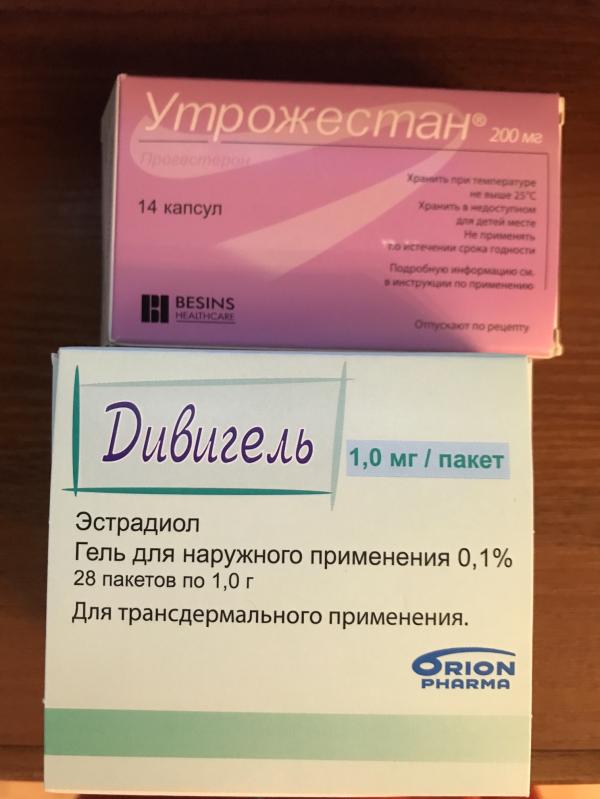 Утрожестан® 200 мг
Прогестерон
14 капсул
Хранить при температуре
не выше 25°C
Хранить в недоступном
для детей месте
Не применять
по истечении срока годности
Подробную информацию см.
в инструкции по применению
BESINS
HEALTHCARE
Отпускают по рецепту
Дивигель
1,0 мг / пакет
Эстрадиол
Гель для наружного применения 0,1%
28 пакетов по 1,0 г
Для трансдермального применения.
ORION
PHARMA